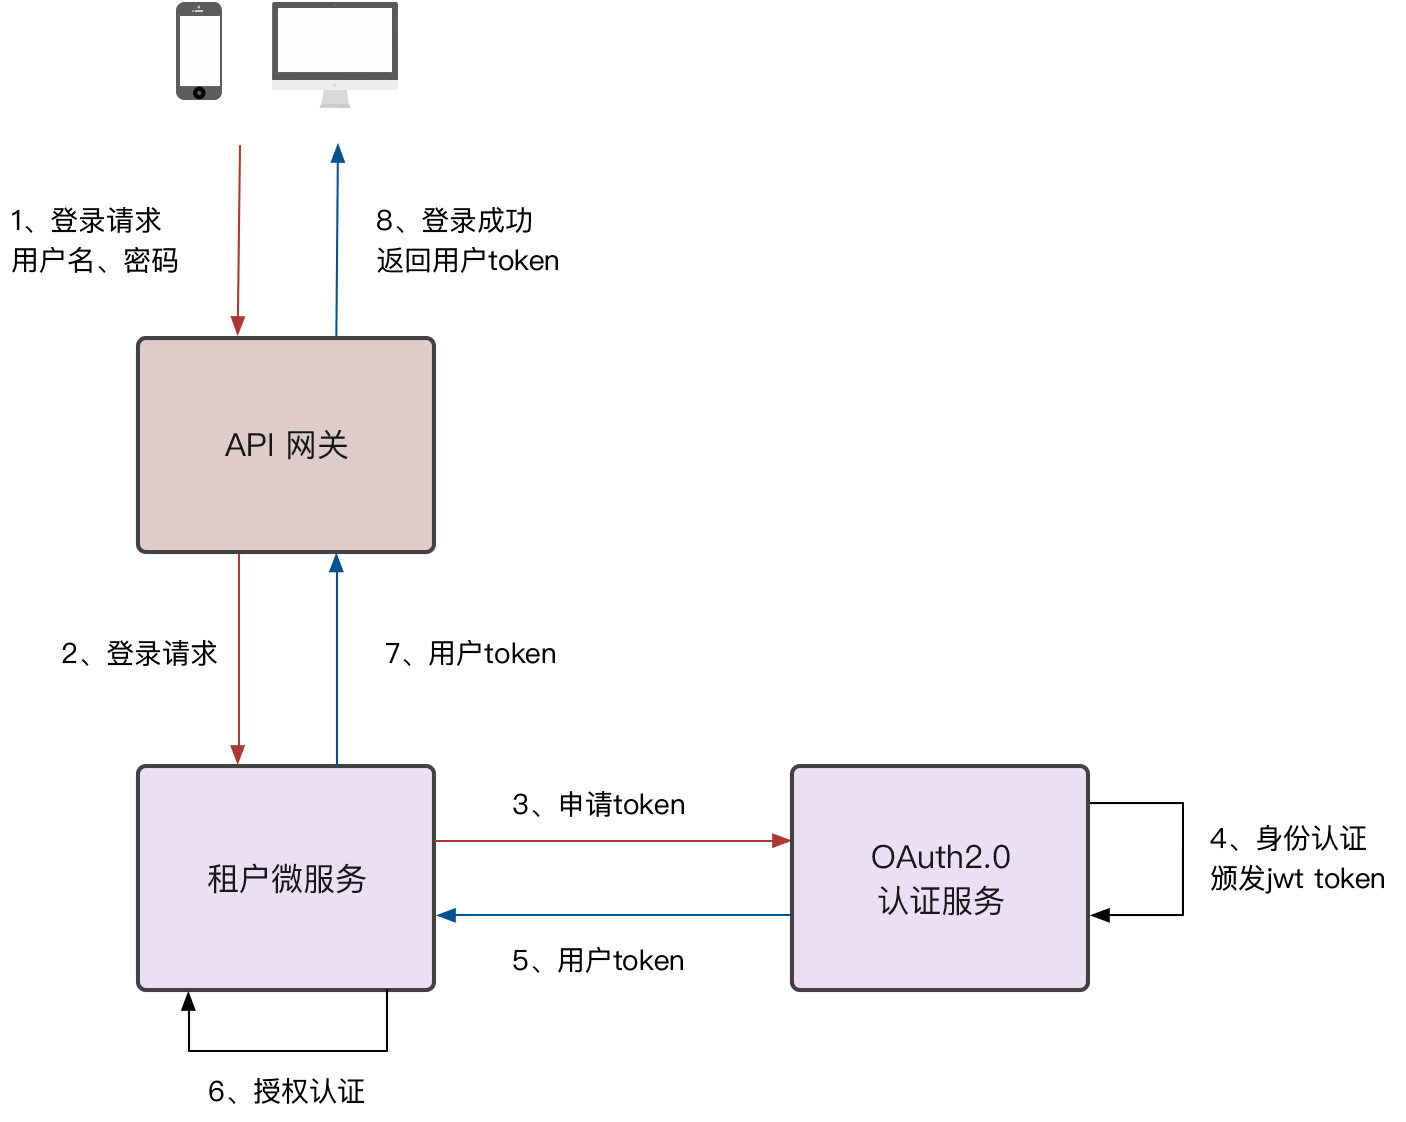 1、登录请求
用户名、密码
8、登录成功
返回用户token
API 网关
2、登录请求
7、用户token
3、申请token
租户微服务
OAuth2.0
认证服务
4、身份认证
颁发jwt token
5、用户token
6、授权认证